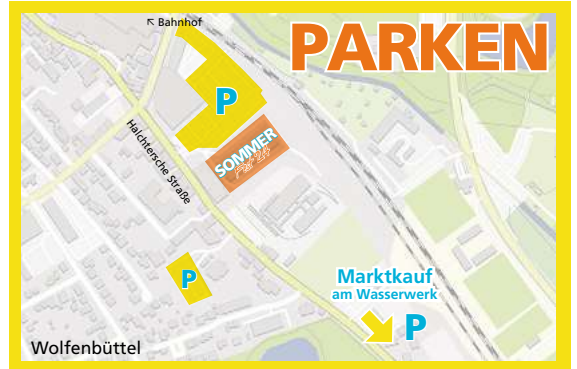 ↖ Bahnhof
PARKEN
P
Halchtersche Straße
SOMMER
P
Marktkauf
am Wasserwerk
P
Wolfenbüttel